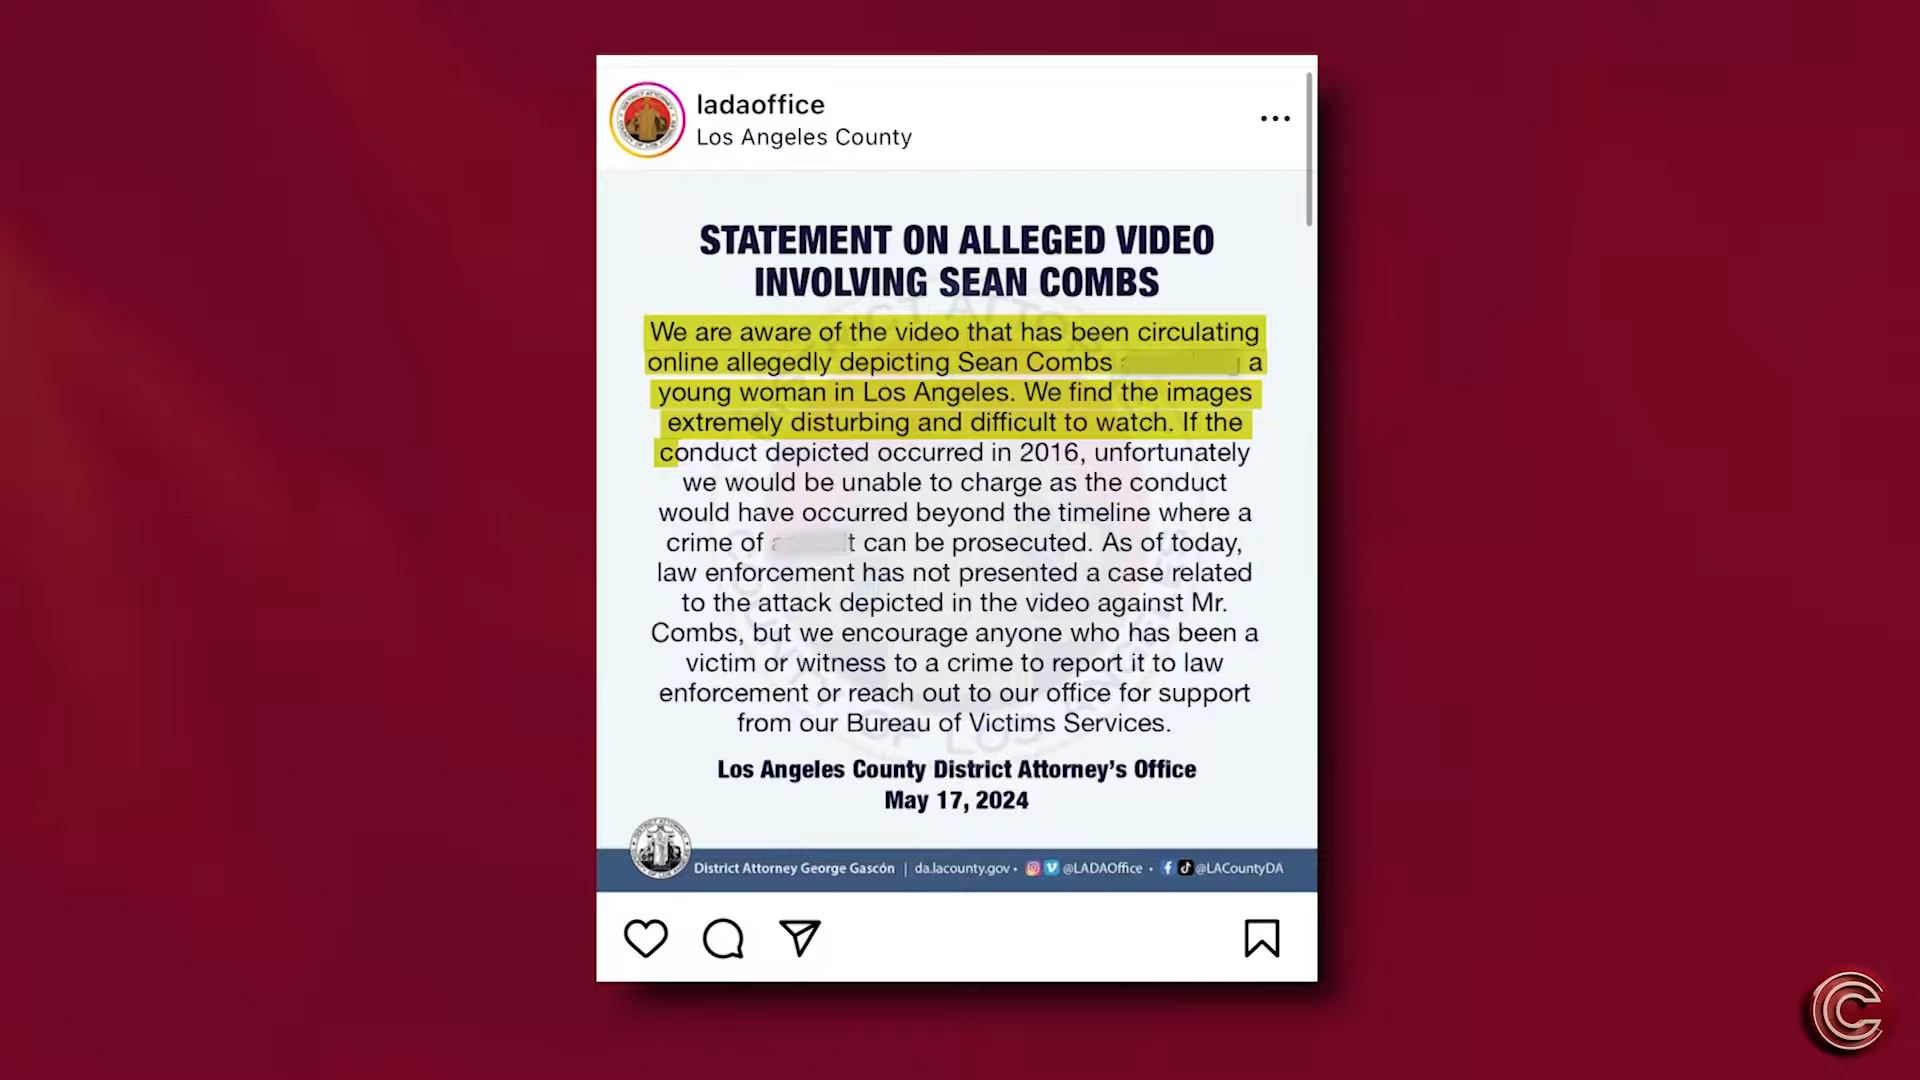 ladaoffice
Los Angeles County
STATEMENT ON ALLEGED VIDEO
INVOLVING SEAN COMBS
We are aware of the video that has been circulating
online allegedly depicting Sean Combs a
young woman in Los Angeles. We find the images
extremely disturbing and difficult to watch. If the
conduct depicted occurred in 2016, unfortunately
we would be unable to charge as the conduct
would have occurred beyond the timeline where a
crime of can be prosecuted. As of today,
law enforcement has not presented a case related
to the attack depicted in the video against Mr.
Combs, but we encourage anyone who has been a
victim or witness to a crime to report it to law
enforcement or reach out to our office for support
from our Bureau of Victims Services.
Los Angeles County District Attorney's Office
May 17, 2024
District Attorney George Gascón | da.lacounty.gov • @LADAOffice • @LACountyDA